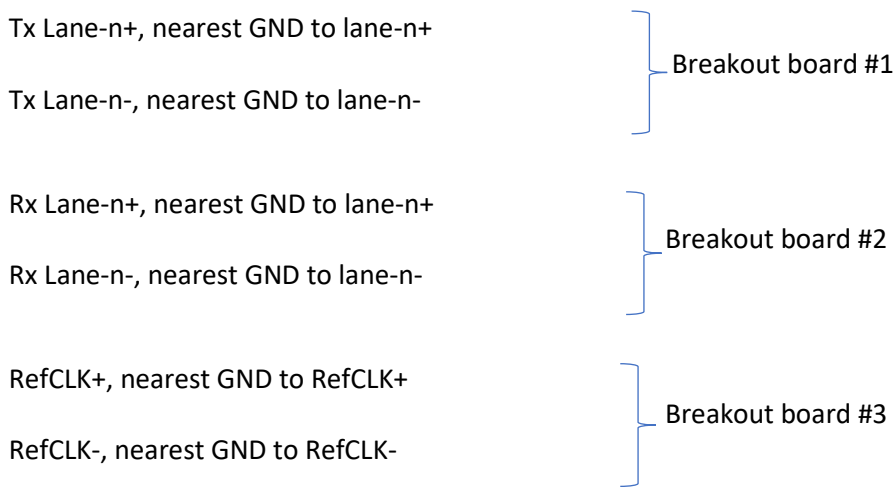 Tx Lane-n+, nearest GND to lane-n+
Breakout board #1
Tx Lane-n-, nearest GND to lane-n-
Rx Lane-n+, nearest GND to lane-n+
Breakout board #2
Rx Lane-n-, nearest GND to lane-n-
RefCLK+, nearest GND to RefCLK+
Breakout board #3
RefCLK-, nearest GND to RefCLK-